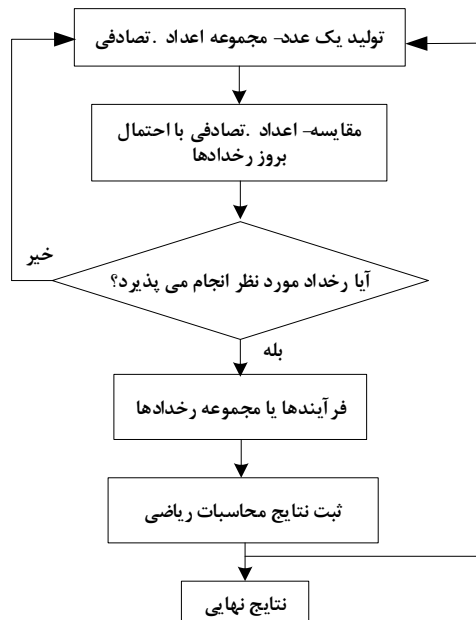 تولید یک عدد- مجموعه اعداد .تصادفی
مقایسه- اعداد .تصادفی با احتمال
بروز رخدادها
خیر
آیا رخداد مورد نظر انجام می پذیرد؟
بله
فرآیندها یا مجموعه رخدادها
ثبت نتایج محاسبات ریاضی
نتایج نهایی